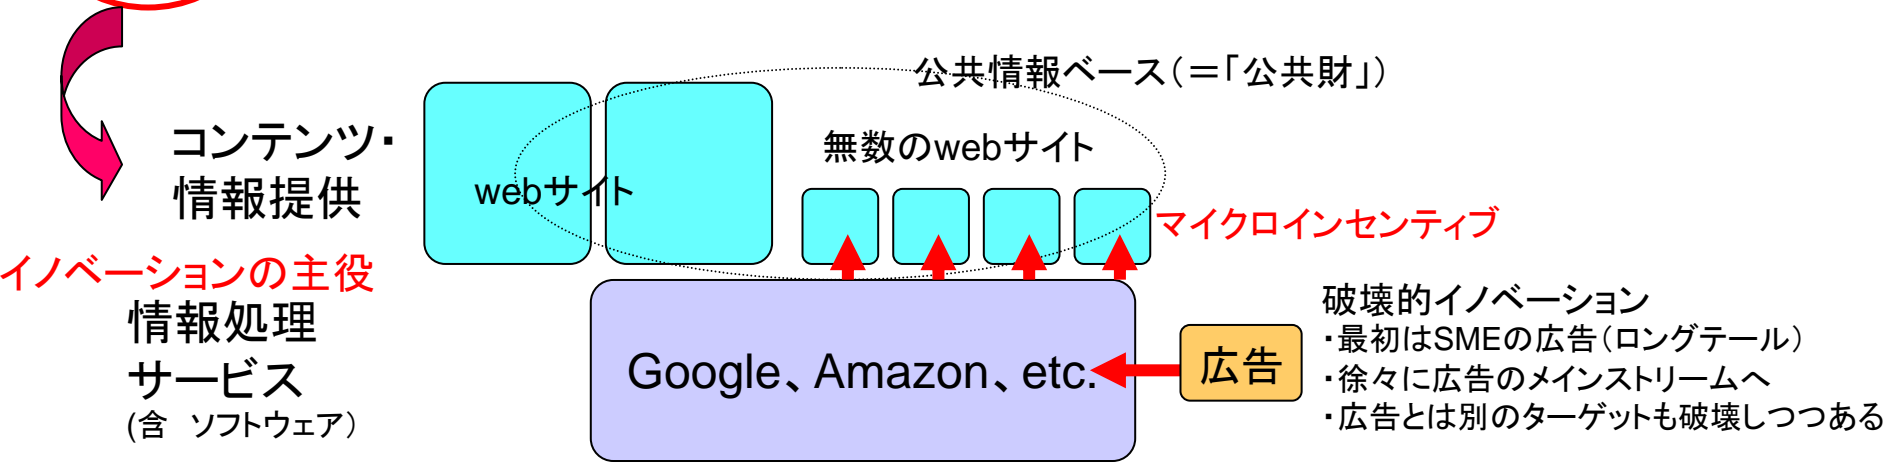 公共情報ベース(=「公共財」)
コンテンツ・
情報提供
webサイト
無数のwebサイト
マイクロインセンティブ
イノベーションの主役
情報処理
サービス
(含　ソフトウェア)
Google、Amazon、etc.
広告
破壊的イノベーション
・最初はSMEの広告(ロングテール)
・徐々に広告のメインストリームへ
・広告とは別のターゲットも破壊しつつある